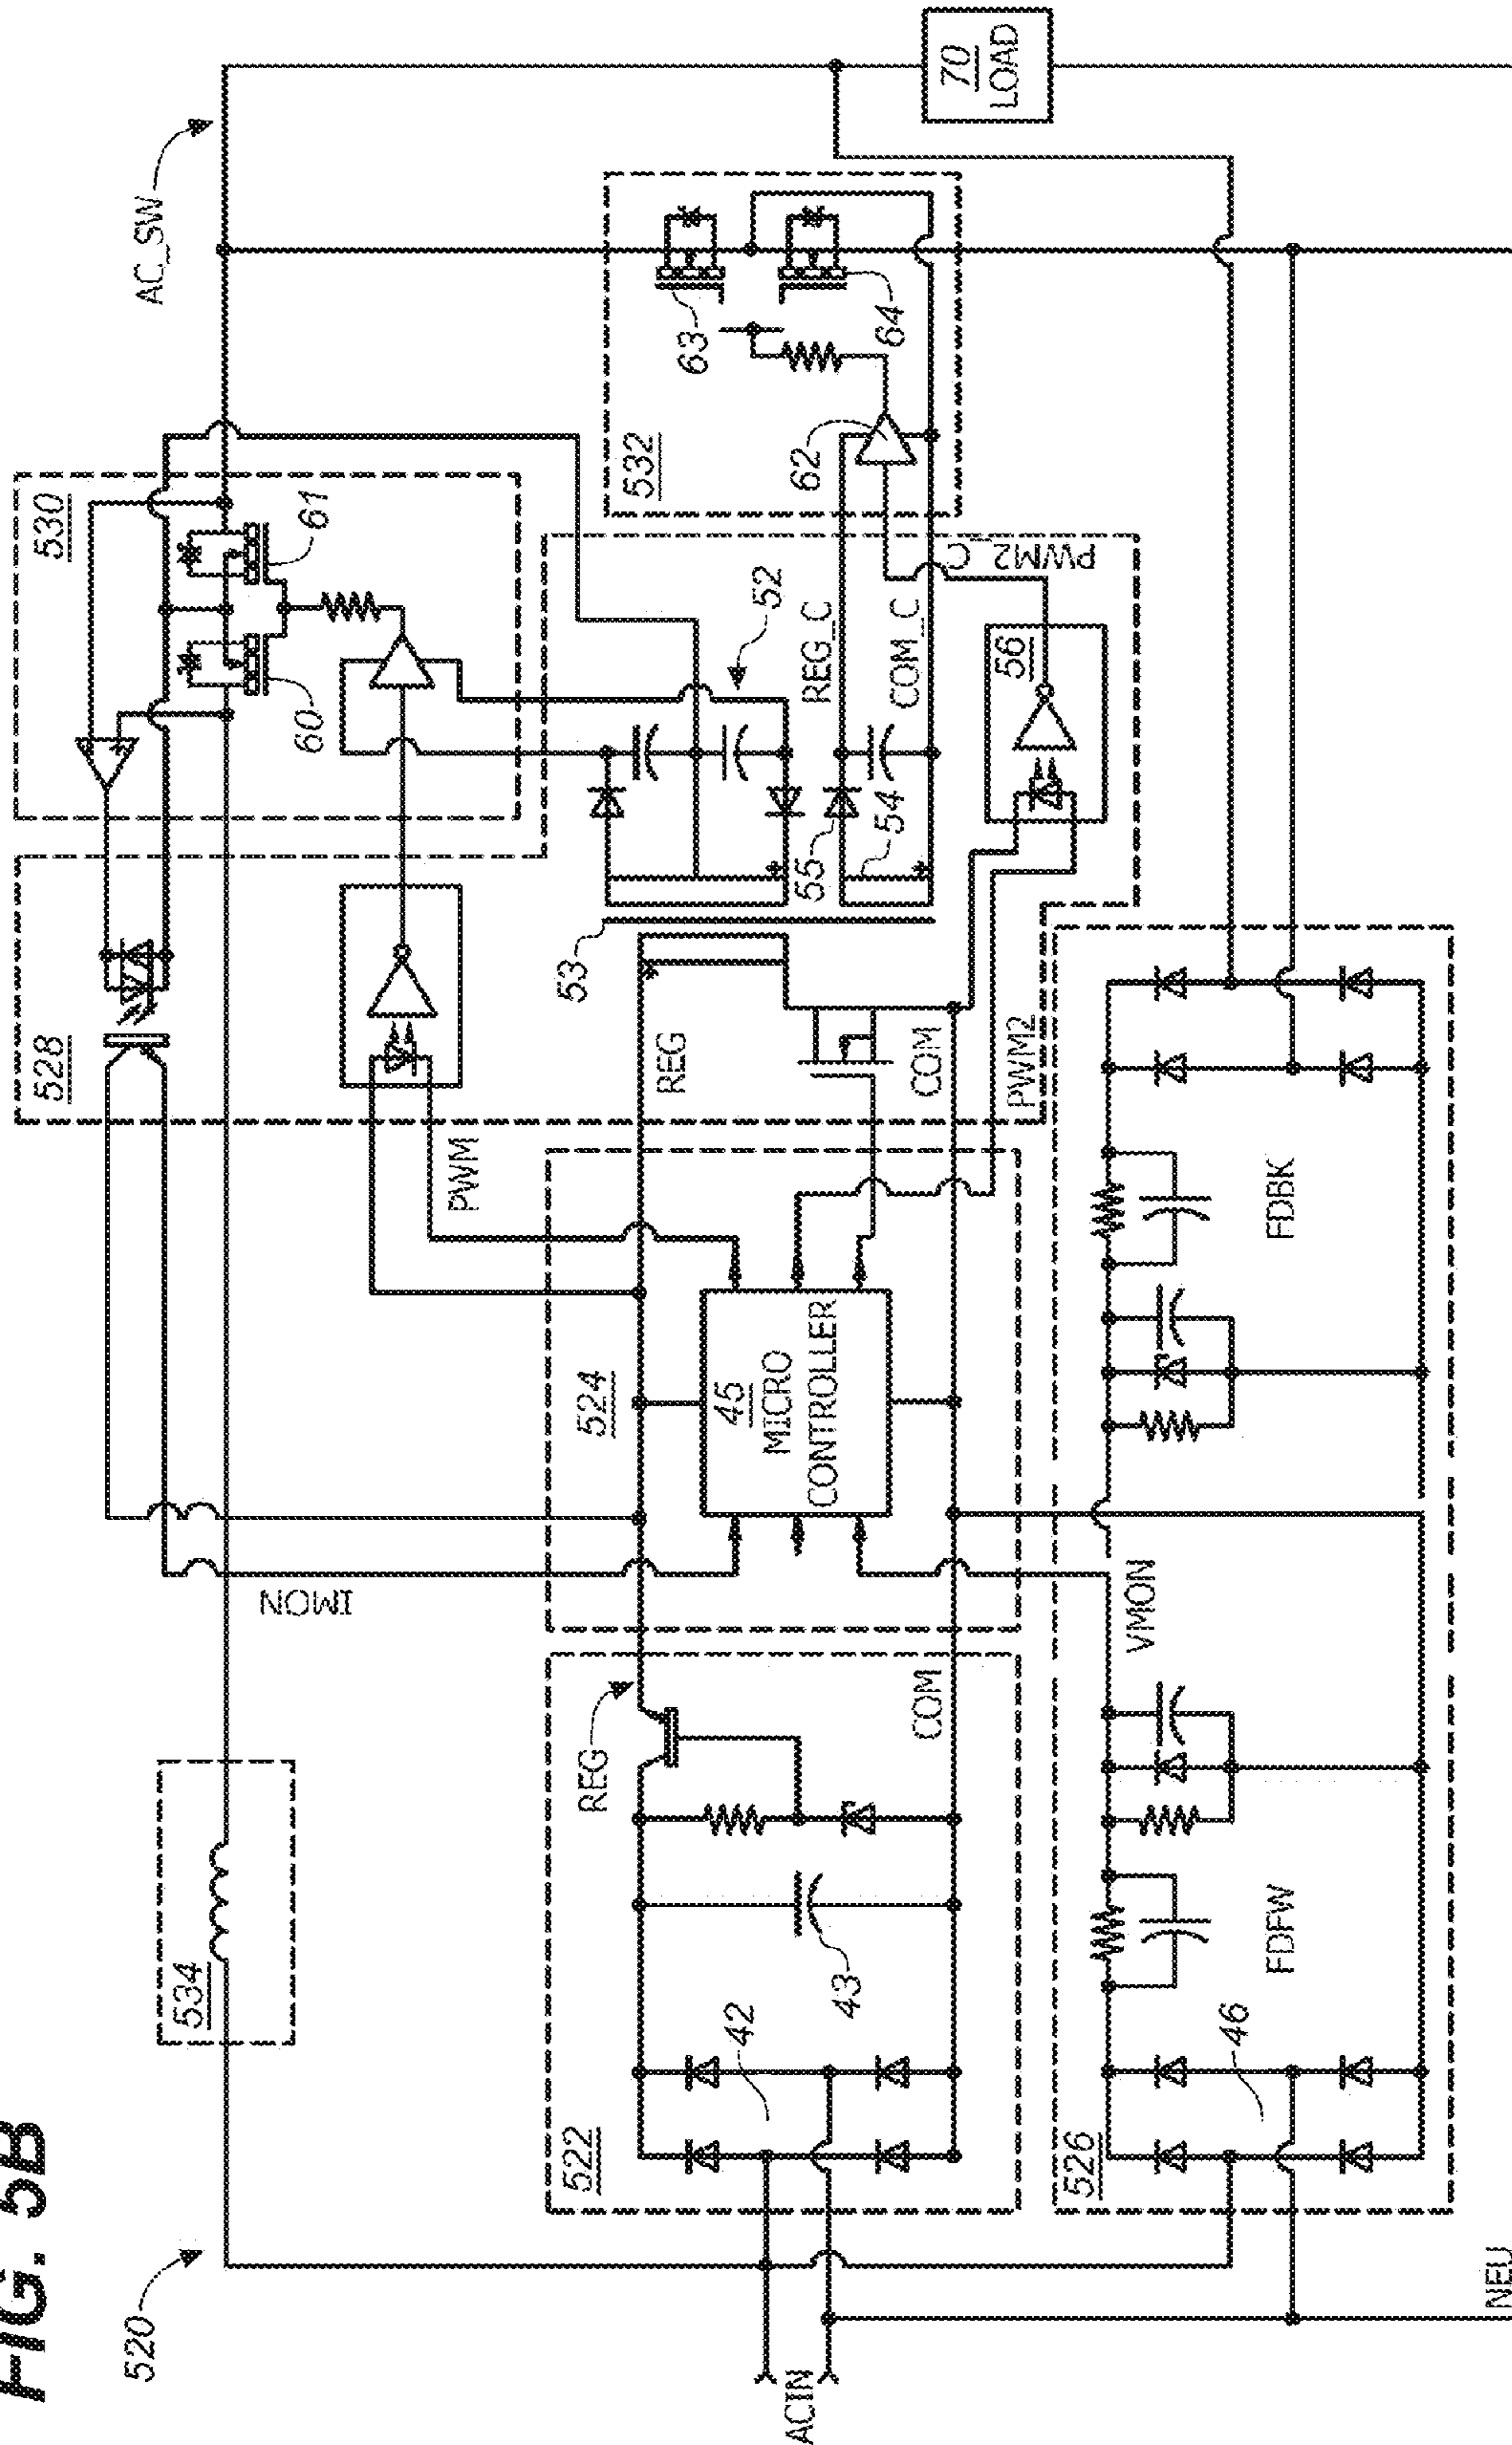 FIG. 5B
520
534
AC_SW
530
61
60
528
PWM
IMON
522
REG
42
43
COM
524
45
MICRO
CONTROLLER
REG
COM
PWM2
53
52
55
54
REG_C
COM_C
56
PWM2_C
532
62
63
64
70
LOAD
526
46
FDFW
VMON
FDBK
ACIN
NEU